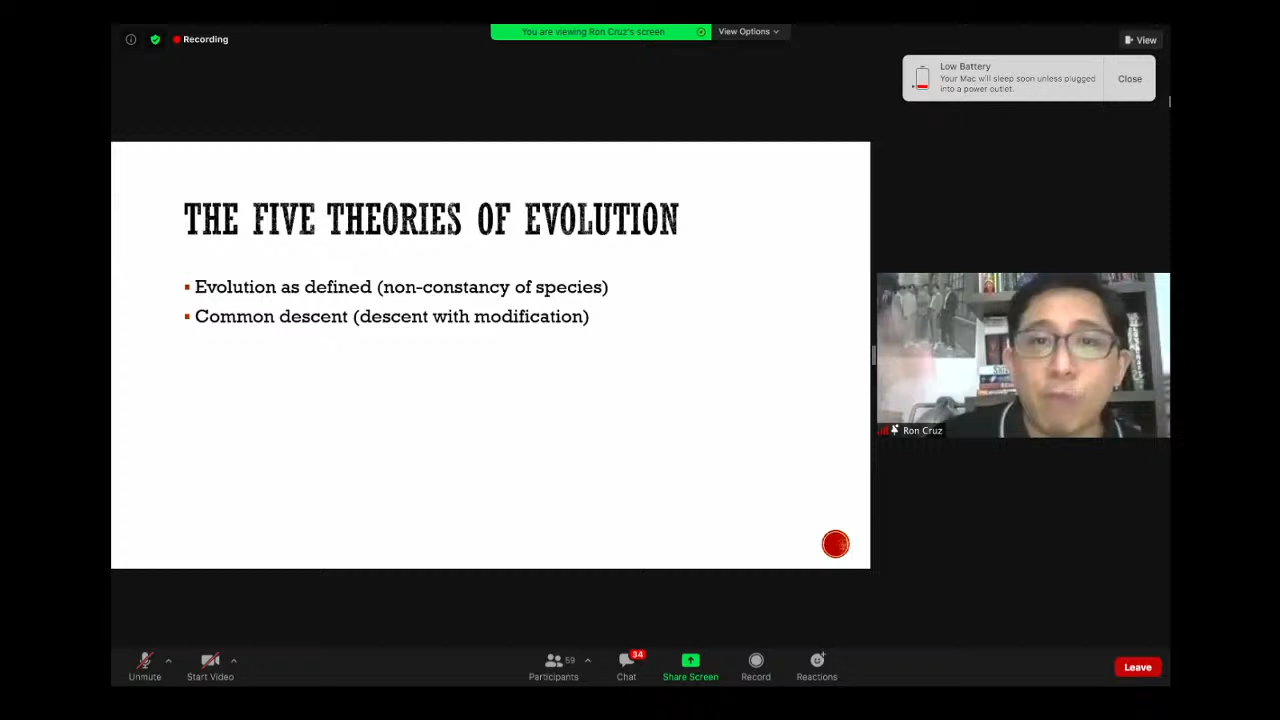 You are viewing Ron Cruz's screen
View Options
Recording
View
Low Battery
Your Mac will sleep soon unless plugged
into a power outlet.
Close
THE FIVE THEORIES OF EVOLUTION
▪ Evolution as defined (non-constancy of species)
▪ Common descent (descent with modification)
Ron Cruz
Unmute
Start Video
59
Participants
34
Chat
Share Screen
Record
Reactions
Leave